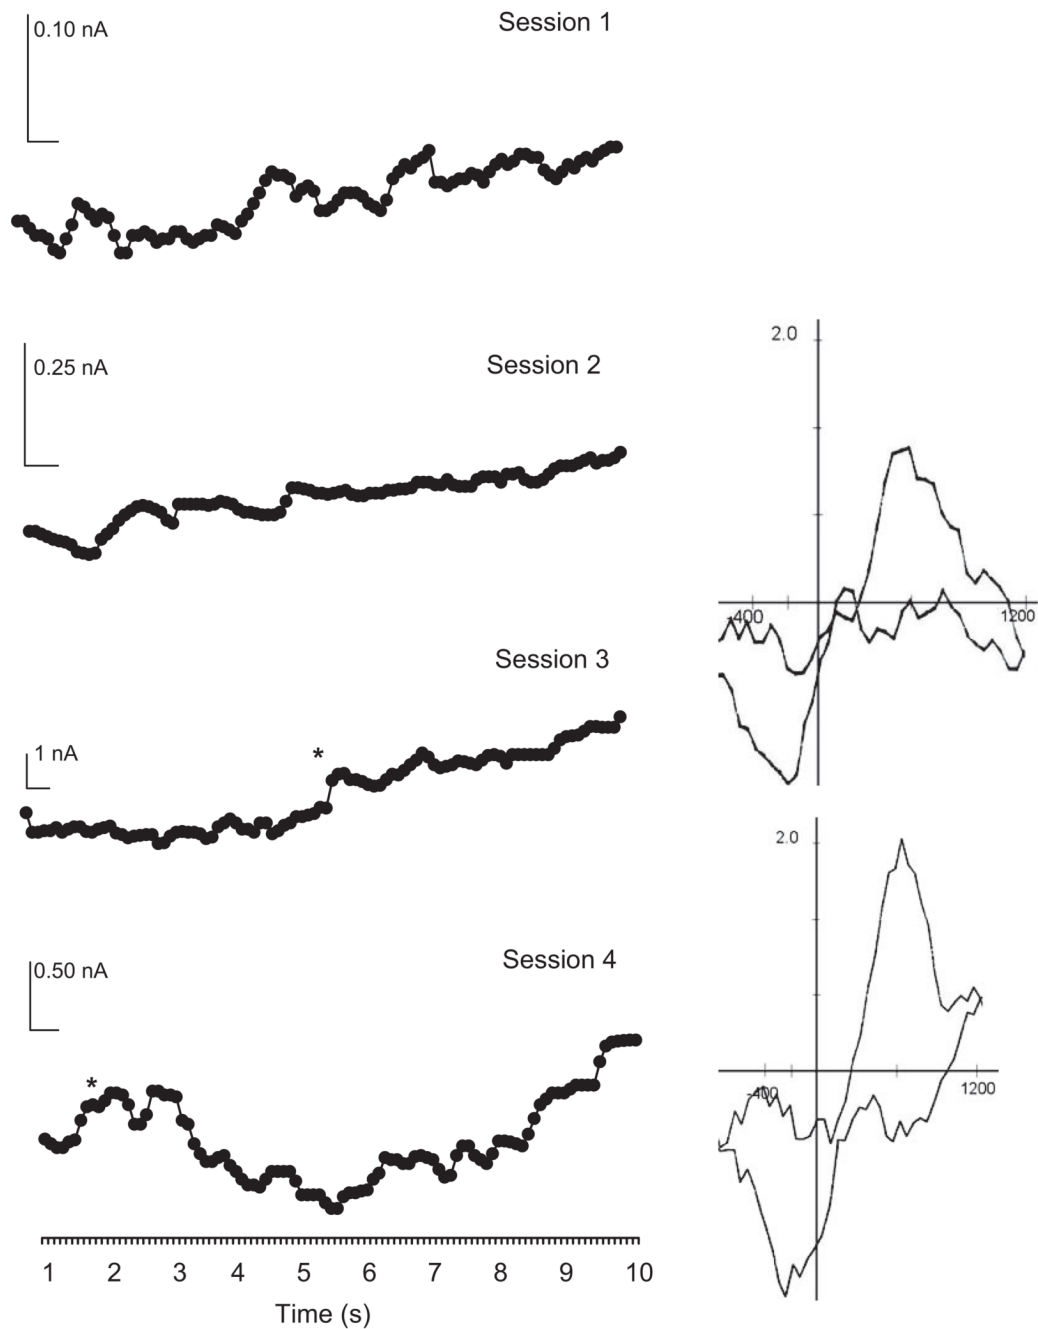 0.10 nA
Session 1
0.25 nA
Session 2
2.0
-400
1200
Session 3
1 nA
*
2.0
-400
1200
Session 4
0.50 nA
*
1 2 3 4 5 6 7 8 9 10
Time (s)